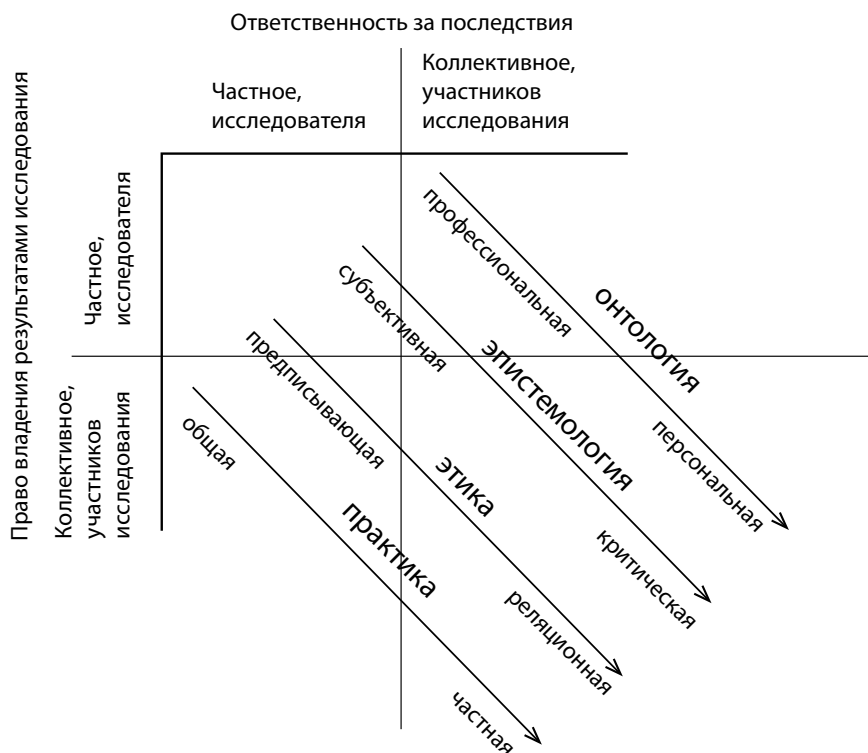 Ответственность за последствия
Частное,
исследователя
Коллективное,
участников
исследования
Право владения результатами исследования
Частное,
исследователя
Коллективное,
участников
исследования
профессиональная
онтология
персональная
субъективная
эпистемология
критическая
предписывающая
этика
реляционная
общая
практика
частная